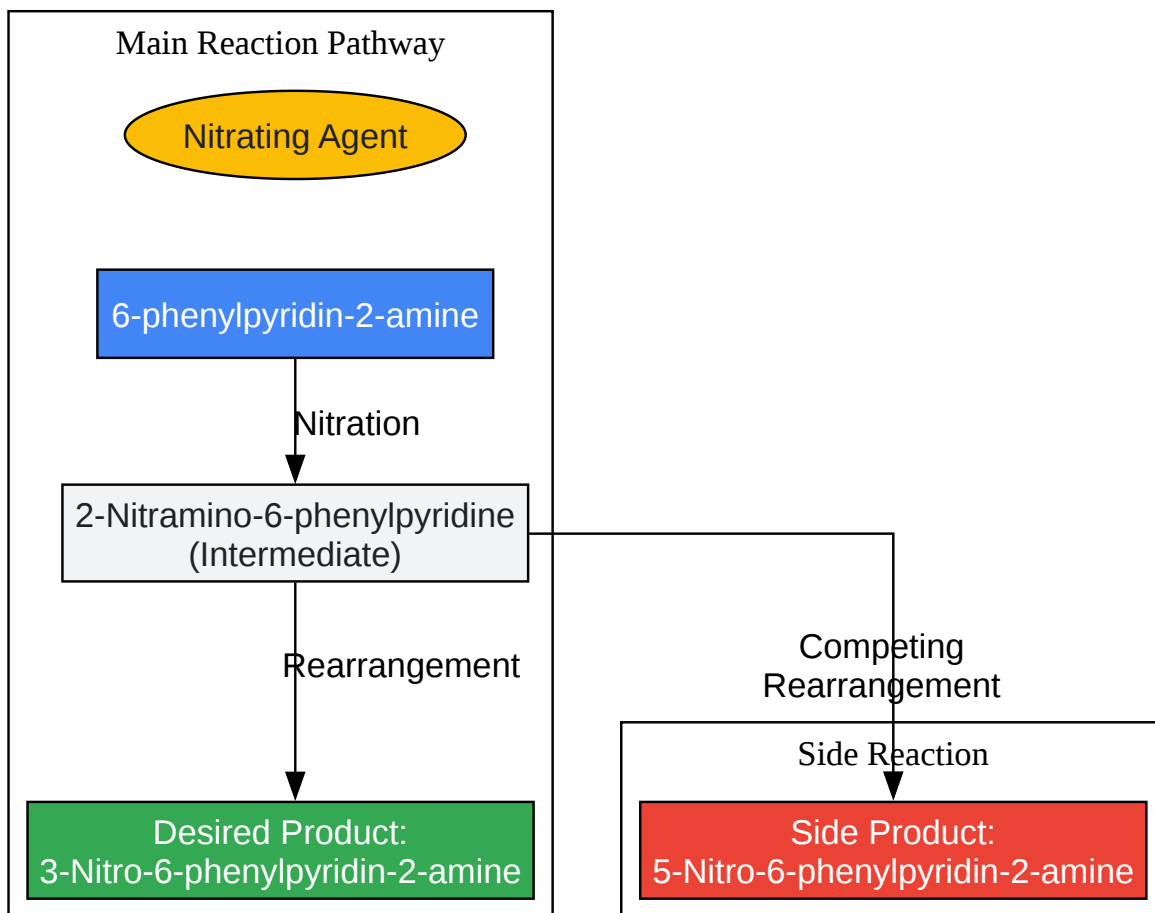 Main Reaction Pathway
Nitrating Agent
6-phenylpyridin-2-amine
Nitration
2-Nitramino-6-phenylpyridine
(Intermediate)
Rearrangement
Competing
Rearrangement
Side Reaction
Desired Product:
3-Nitro-6-phenylpyridin-2-amine
Side Product:
5-Nitro-6-phenylpyridin-2-amine